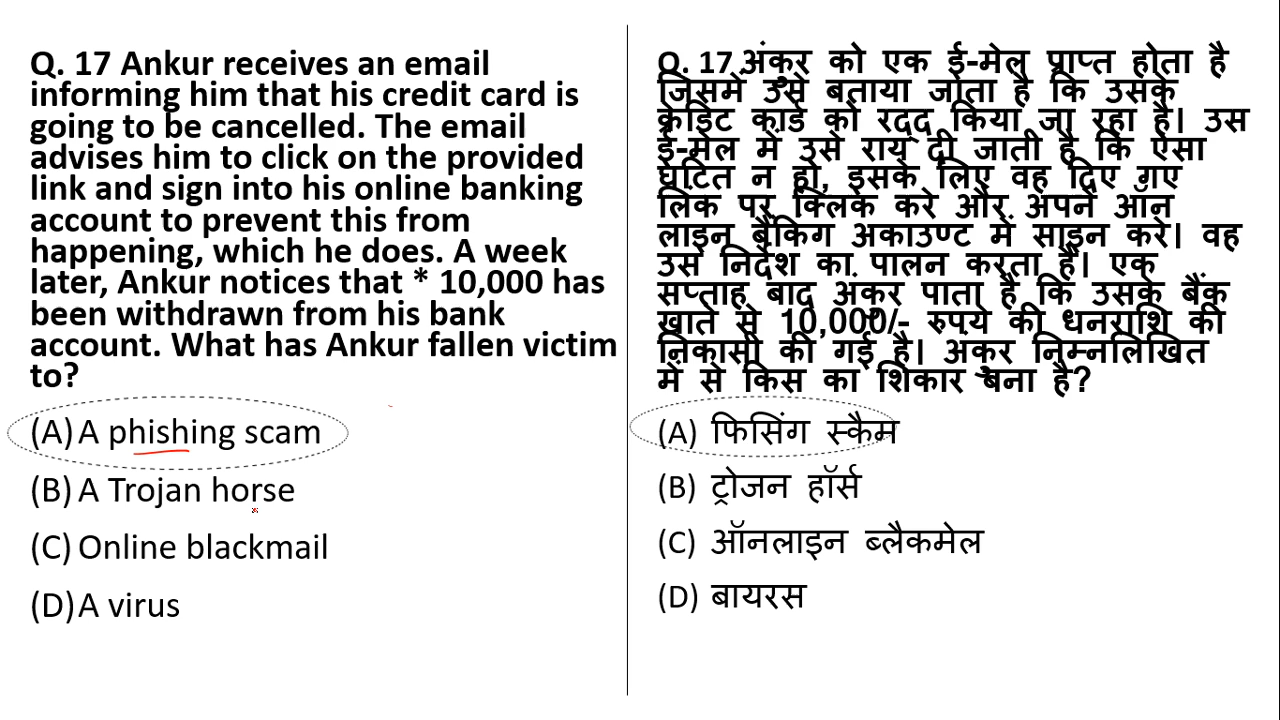 Q. 17 Ankur receives an email
informing him that his credit card is
going to be cancelled. The email
advises him to click on the provided
link and sign into his online banking
account to prevent this from
happening, which he does. A week
later, Ankur notices that * 10,000 has
been withdrawn from his bank
account. What has Ankur fallen victim
to?
(A) A phishing scam
(B) A Trojan horse
(C) Online blackmail
(D) A virus
Q. 17 अंकुर को एक ई-मेल प्राप्त होता है
जिसमें उसे बताया जाता है कि उसके
क्रेडिट कार्ड को रद्द किया जा रहा है। उस
ई-मेल में उसे राय दी जाती है कि ऐसा
घटित न हो, इसके लिए वह दिए गए
लिंक पर क्लिक करे और अपने ऑन
लाइन बैंकिंग अकाउण्ट में साइन करे। वह
उस निर्देश का पालन करता है। एक
सप्ताह बाद अंकुर पाता है कि उसके बैंक
खाते से 10,000/- रुपये की धनराशि की
निकासी की गई है। अंकुर निम्नलिखित
में से किस का शिकार बना है?
(A) फिसिंग स्कैम
(B) ट्रोजन हॉर्स
(C) ऑनलाइन ब्लैकमेल
(D) बायरस